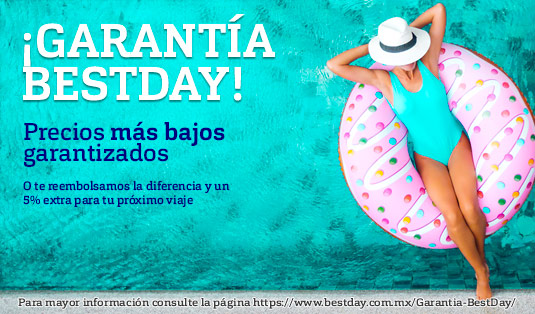 ¡GARANTÍA
BESTDAY!
Precios más bajos
garantizados
O te reembolsamos la diferencia y un
5% extra para tu próximo viaje
Para mayor información consulte la página https://www.bestday.com.mx/Garantia-BestDay/